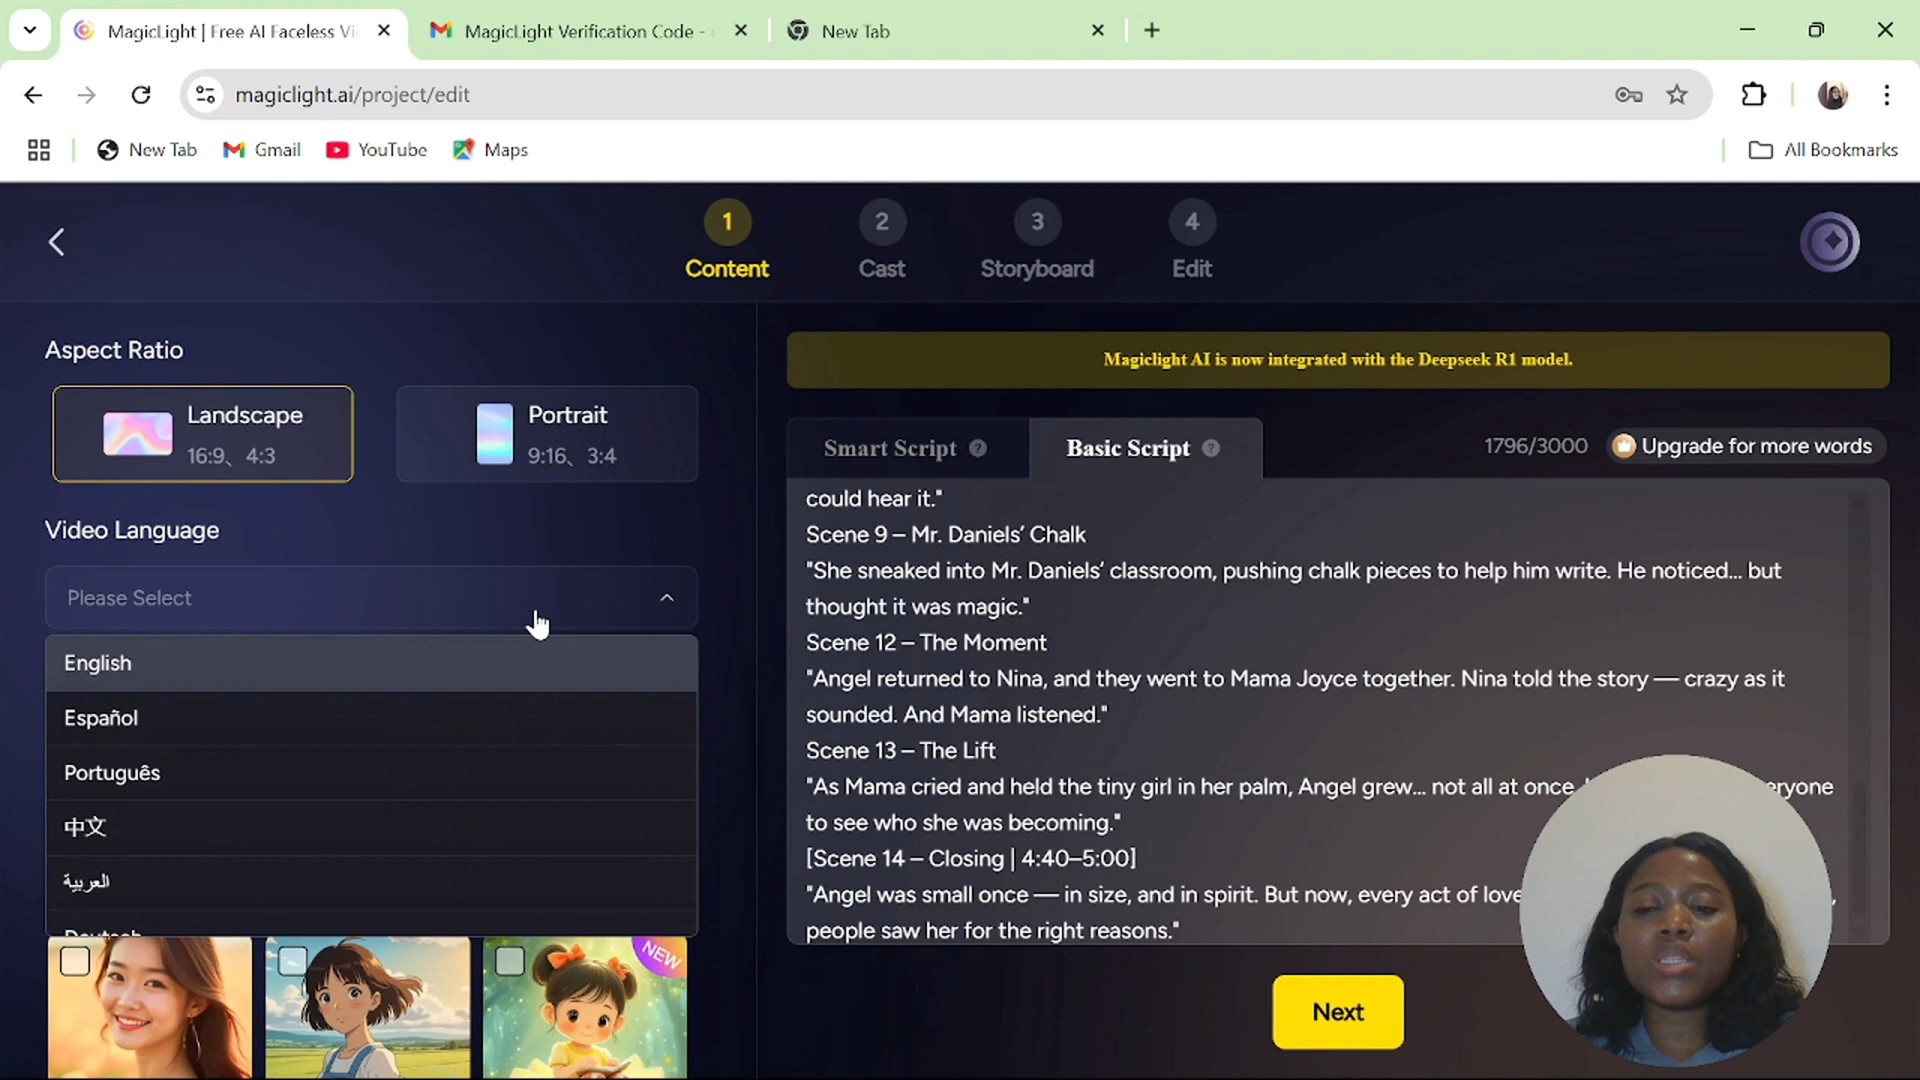 MagicLight | Free AI Faceless Vi
MagicLight Verification Code -
New Tab
magiclight.ai/project/edit
New Tab
Gmail
YouTube
Maps
All Bookmarks
1
2
3
4
Content
Cast
Storyboard
Edit
Aspect Ratio
Landscape
16:9、4:3
Portrait
9:16、3:4
Video Language
Please Select
English
Español
Português
中文
العربية
Deutsch
NEW
Magiclight AI is now integrated with the Deepseek R1 model.
Smart Script ?
Basic Script ?
1796/3000
Upgrade for more words
could hear it."
Scene 9 – Mr. Daniels’ Chalk
"She sneaked into Mr. Daniels’ classroom, pushing chalk pieces to help him write. He noticed... but
thought it was magic."
Scene 12 – The Moment
"Angel returned to Nina, and they went to Mama Joyce together. Nina told the story — crazy as it
sounded. And Mama listened."
Scene 13 – The Lift
"As Mama cried and held the tiny girl in her palm, Angel grew... not all at once, eryone
to see who she was becoming."
[Scene 14 – Closing | 4:40–5:00]
"Angel was small once — in size, and in spirit. But now, every act of love
people saw her for the right reasons."
Next